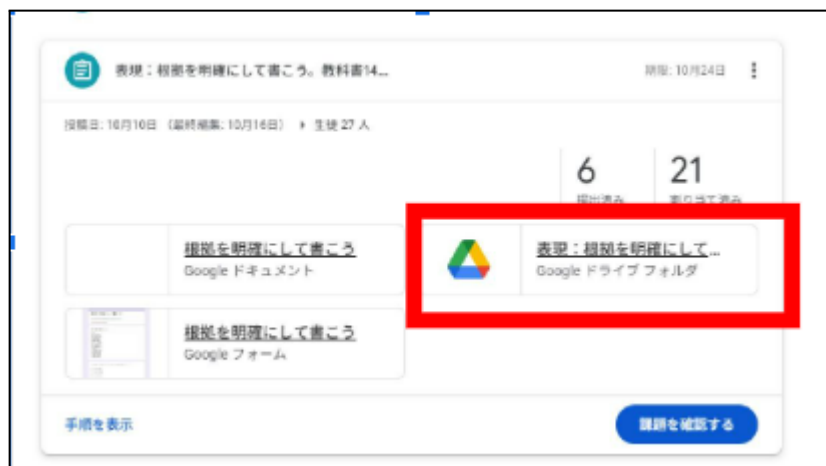 表現：根拠を明確にして書こう。教科書14...
期限: 10月24日
投稿日: 10月10日 （最終編集: 10月16日） 生徒 27 人
6
21
提出済み
割り当て済み
根拠を明確にして書こう
Google ドキュメント
表現：根拠を明確にして...
Google ドライブ フォルダ
根拠を明確にして書こう
Google フォーム
手順を表示
課題を確認する